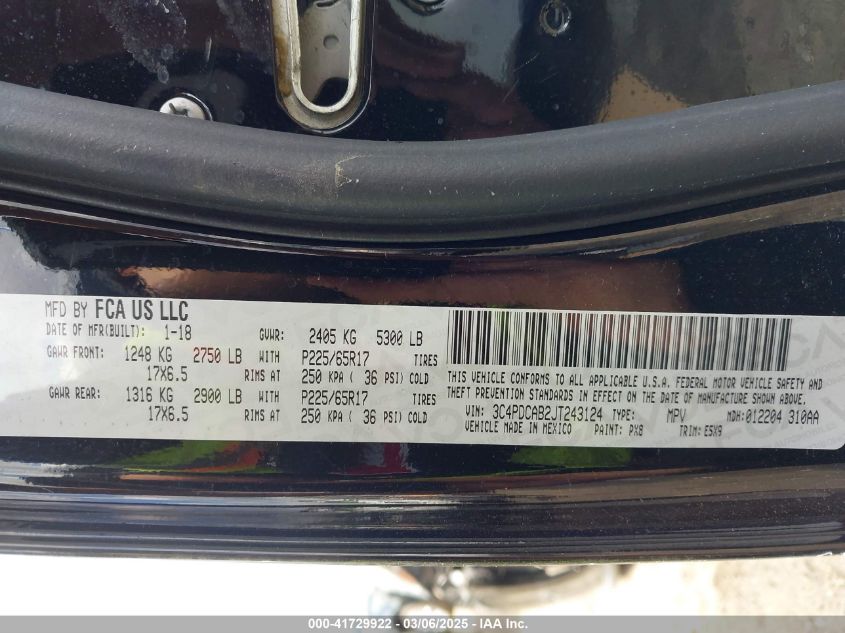 MFD BY FCA US LLC
DATE OF MFR(BUILT): 1-18 GVWR: 2405 KG 5300 LB
GAWR FRONT: 1248 KG 2750 LB WITH P225/65R17 TIRES
17X6.5 RIMS AT 250 KPA ( 36 PSI) COLD
GAWR REAR: 1316 KG 2900 LB WITH P225/65R17 TIRES
17X6.5 RIMS AT 250 KPA ( 36 PSI) COLD
THIS VEHICLE CONFORMS TO ALL APPLICABLE U.S.A. FEDERAL MOTOR VEHICLE SAFETY AND
THEFT PREVENTION STANDARDS IN EFFECT ON THE DATE OF MANUFACTURE SHOWN ABOVE.
VIN: 3C4PDCAB2JT243124 TYPE: MPV MDH: 012204 310AA
VEHICLE MADE IN MEXICO PAINT: PX8 TRIM: E5X9
000-41729922 — 03/06/2025 — IAA Inc.